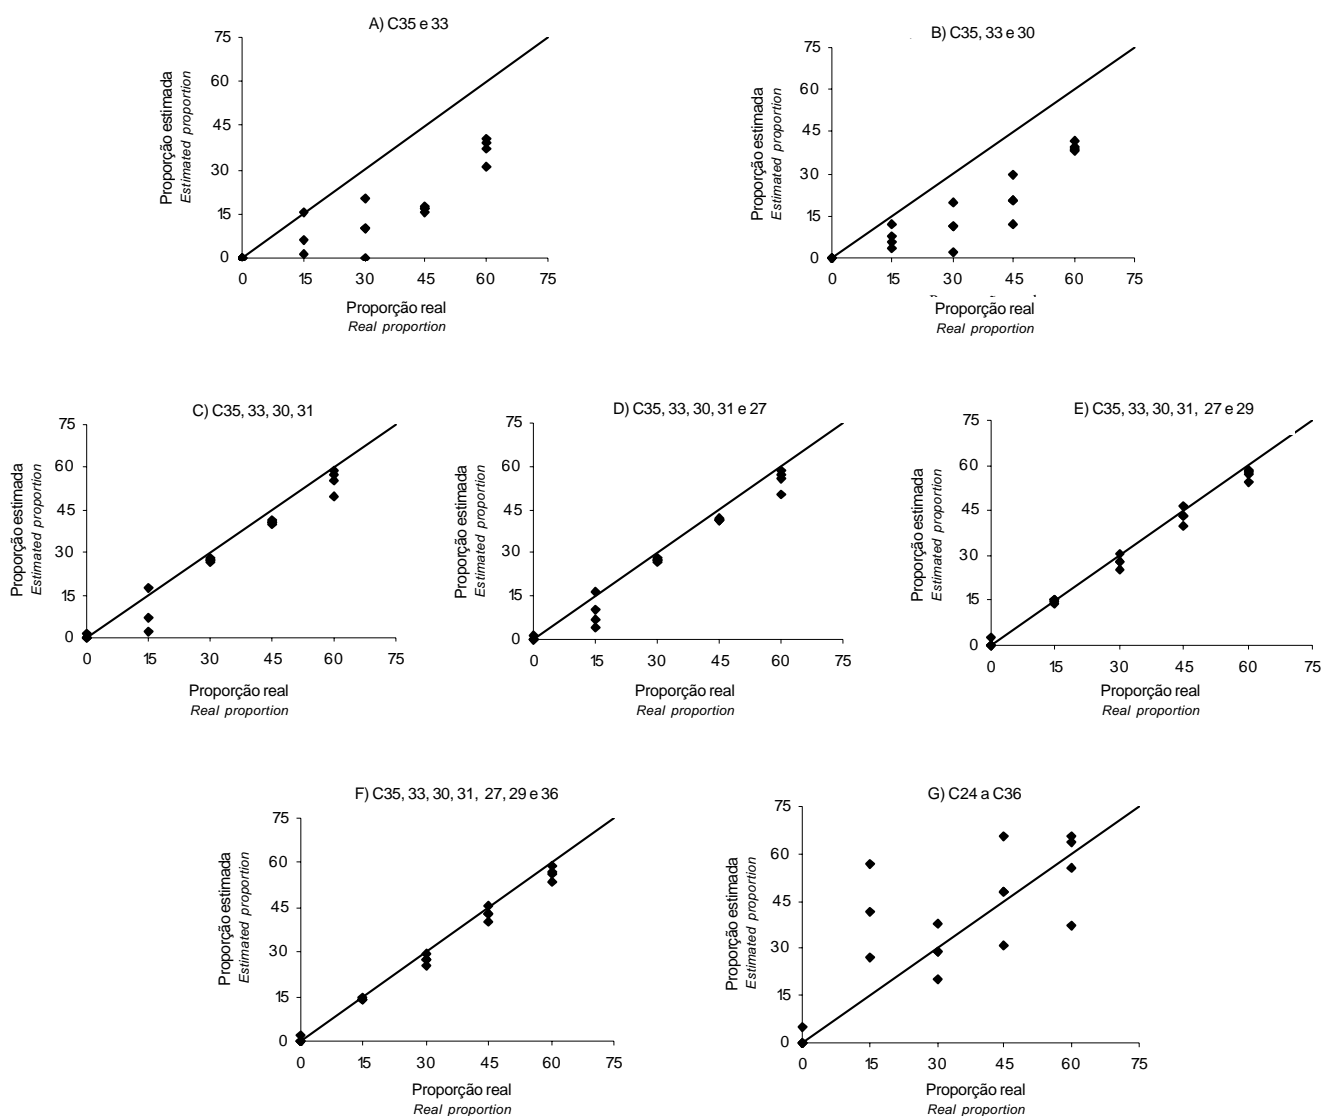 A) C35 e 33
75
60
45
30
15
0
Proporção estimada
Estimated proportion
0 15 30 45 60 75
Proporção real
Real proportion
B) C35, 33 e 30
75
60
45
30
15
0
Proporção estimada
Estimated proportion
0 15 30 45 60 75
Proporção real
Real proportion
C) C35, 33, 30, 31
75
60
45
30
15
0
Proporção estimada
Estimated proportion
0 15 30 45 60 75
Proporção real
Real proportion
D) C35, 33, 30, 31 e 27
75
60
45
30
15
0
Proporção estimada
Estimated proportion
0 15 30 45 60 75
Proporção real
Real proportion
E) C35, 33, 30, 31, 27 e 29
75
60
45
30
15
0
Proporção estimada
Estimated proportion
0 15 30 45 60 75
Proporção real
Real proportion
F) C35, 33, 30, 31, 27, 29 e 36
75
60
45
30
15
0
Proporção estimada
Estimated proportion
0 15 30 45 60 75
Proporção real
Real proportion
G) C24 a C36
75
60
45
30
15
0
Proporção estimada
Estimated proportion
0 15 30 45 60 75
Proporção real
Real proportion